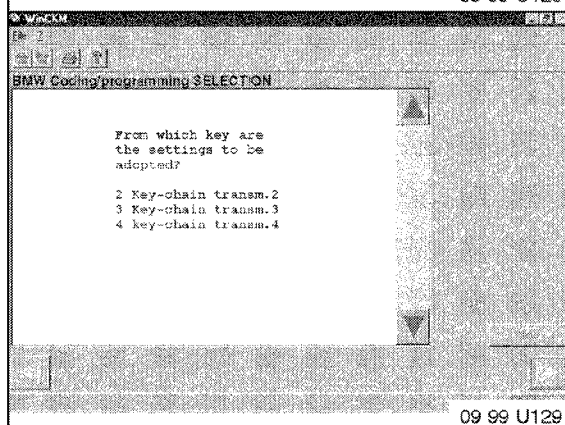 WinCKM
?
BMW Coding/programming SELECTION
From which key are
the settings to be
adopted?
2 Key-chain transm.2
3 Key-chain transm.3
4 key-chain transm.4
09 99 U129